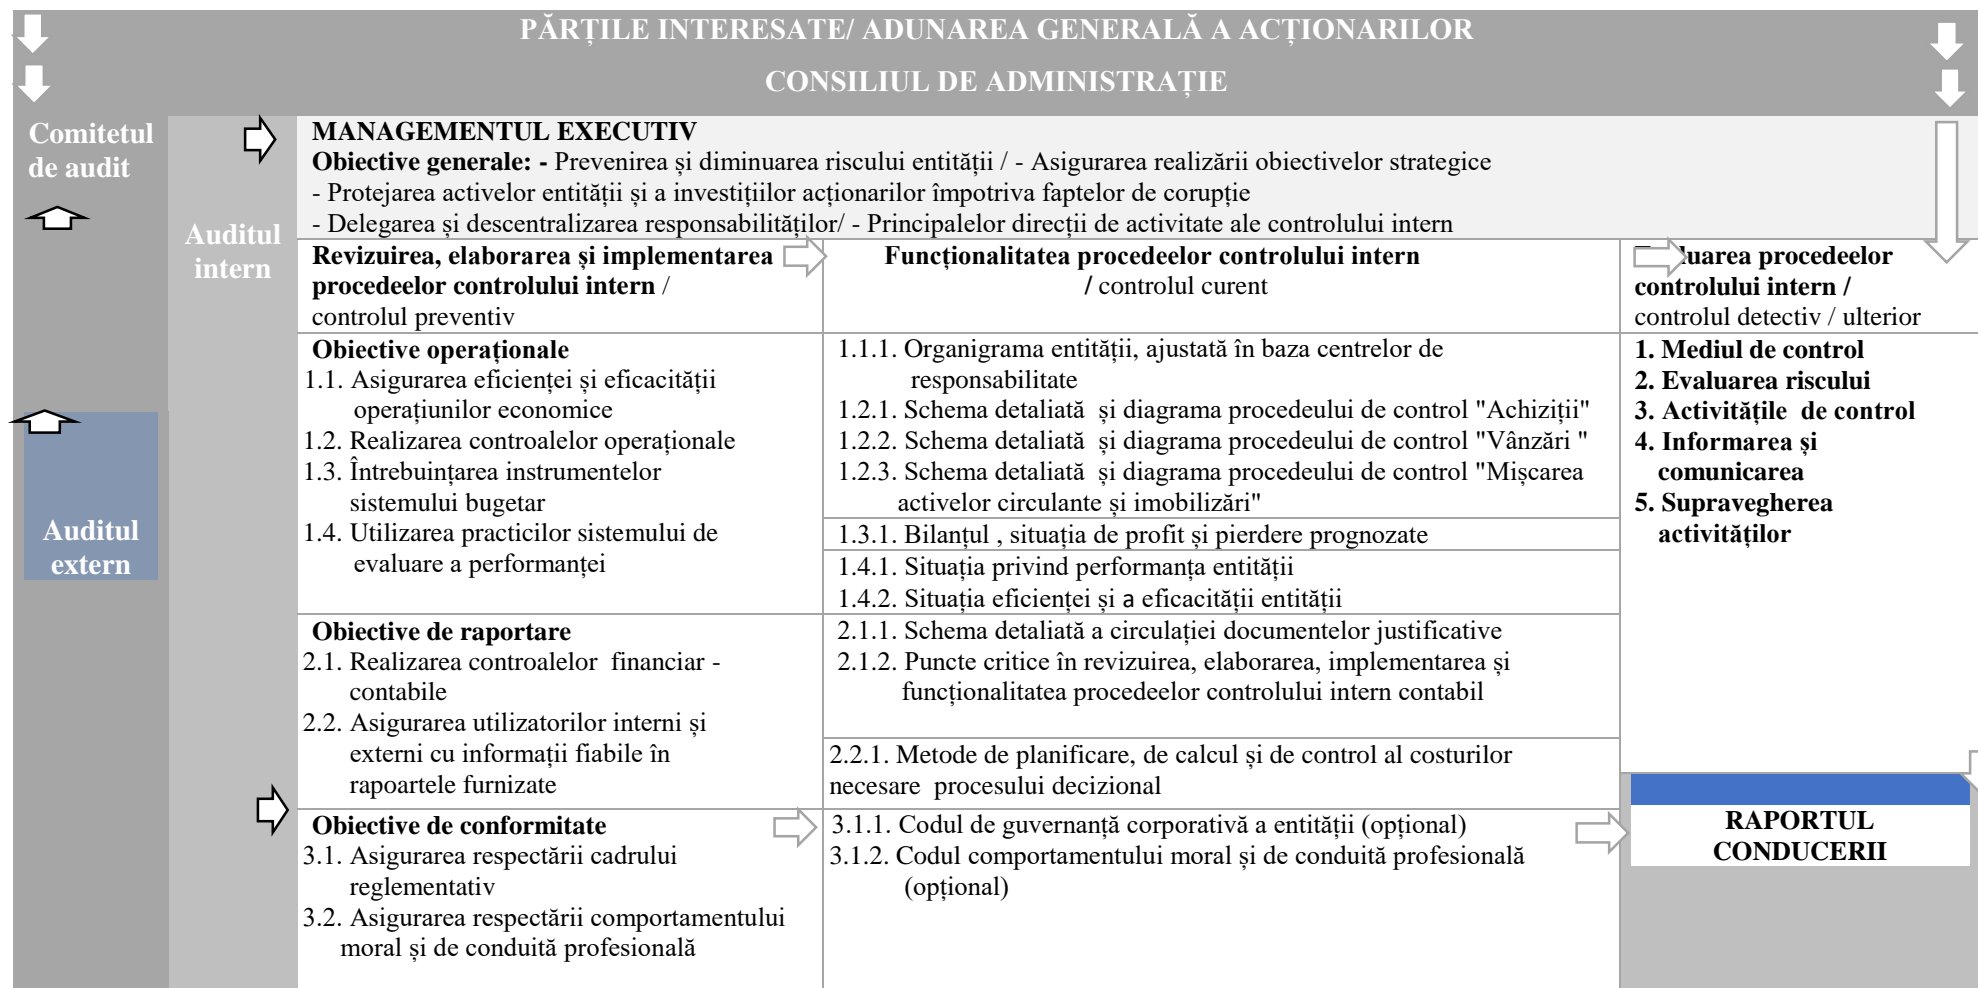 PĂRȚILE INTERESATE/ ADUNAREA GENERALĂ A ACȚIONARILOR
CONSILIUL DE ADMINISTRAȚIE
Comitetul
de audit
Auditul
extern
Auditul
intern
MANAGEMENTUL EXECUTIV
Obiective generale: - Prevenirea și diminuarea riscului entității / - Asigurarea realizării obiectivelor strategice
- Protejarea activelor entității și a investițiilor acționarilor împotriva faptelor de corupție
- Delegarea și descentralizarea responsabilităților/ - Principalelor direcții de activitate ale controlului intern
Revizuirea, elaborarea și implementarea
procedeelor controlului intern /
controlul preventiv
Funcționalitatea procedeelor controlului intern
/ controlul curent
luarea procedeelor
controlului intern /
controlul detectiv / ulterior
Obiective operaționale
1.1. Asigurarea eficienței și eficacității
operațiunilor economice
1.2. Realizarea controalelor operaționale
1.3. Întrebuințarea instrumentelor
sistemului bugetar
1.4. Utilizarea practicilor sistemului de
evaluare a performanței
1.1.1. Organigrama entității, ajustată în baza centrelor de
responsabilitate
1.2.1. Schema detaliată și diagrama procedeului de control "Achiziții"
1.2.2. Schema detaliată și diagrama procedeului de control "Vânzări "
1.2.3. Schema detaliată și diagrama procedeului de control "Mișcarea
activelor circulante și imobilizări"
1.3.1. Bilanțul , situația de profit și pierdere prognozate
1.4.1. Situația privind performanța entității
1.4.2. Situația eficienței și a eficacității entității
1. Mediul de control
2. Evaluarea riscului
3. Activitățile de control
4. Informarea și
comunicarea
5. Supravegherea
activităților
Obiective de raportare
2.1. Realizarea controalelor financiar -
contabile
2.2. Asigurarea utilizatorilor interni și
externi cu informații fiabile în
rapoartele furnizate
2.1.1. Schema detaliată a circulației documentelor justificative
2.1.2. Puncte critice în revizuirea, elaborarea, implementarea și
funcționalitatea procedeelor controlului intern contabil
2.2.1. Metode de planificare, de calcul și de control al costurilor
necesare procesului decizional
Obiective de conformitate
3.1. Asigurarea respectării cadrului
reglementativ
3.2. Asigurarea respectării comportamentului
moral și de conduită profesională
3.1.1. Codul de guvernanță corporativă a entității (opțional)
3.1.2. Codul comportamentului moral și de conduită profesională
(opțional)
RAPORTUL
CONDUCERII